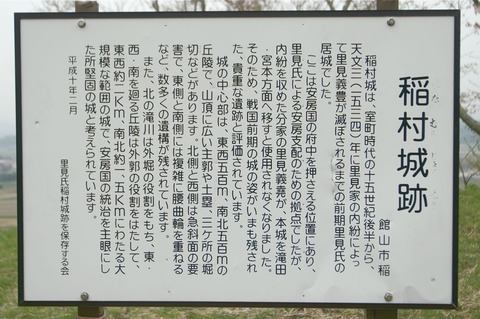 稲村城跡
いなむらじょうあと
館山市稲
稲村城は、室町時代の十五世紀後半から、
天文三(一五三四)年に里見家の内紛によっ
て里見義豊が滅ぼされるまでの前期里見氏の
居城でした。
ここは安房国の府中を押さえる位置にあり、
里見氏による安房支配のための拠点でしたが、
内紛を収めた分家の里見義堯が、本城を滝田
・宮本方面へ移すと使用されなくなりました。
そのため、戦国前期の城の姿がいまも残され
た、貴重な遺跡と評価されています。
城の中心部は、東西五百m、南北五百mの
丘陵で、山頂に広い主郭や土塁、二ケ所の堀
切などがあります。北側と西側は急斜面の要
害で、東側と南側には複雑に腰曲輪を重ねる
など、数多くの遺構が残されています。
また、北の滝川は外堀の役割をもち、東・
西・南を廻る丘陵は外郭の役割をはたして、
東西約二Km、南北約一、五Kmにわたる大
規模な範囲の城で、安房国の統治を主眼にし
た所堅固の城と考えられています。
平成十年二月
里見氏稲村城跡を保存する会